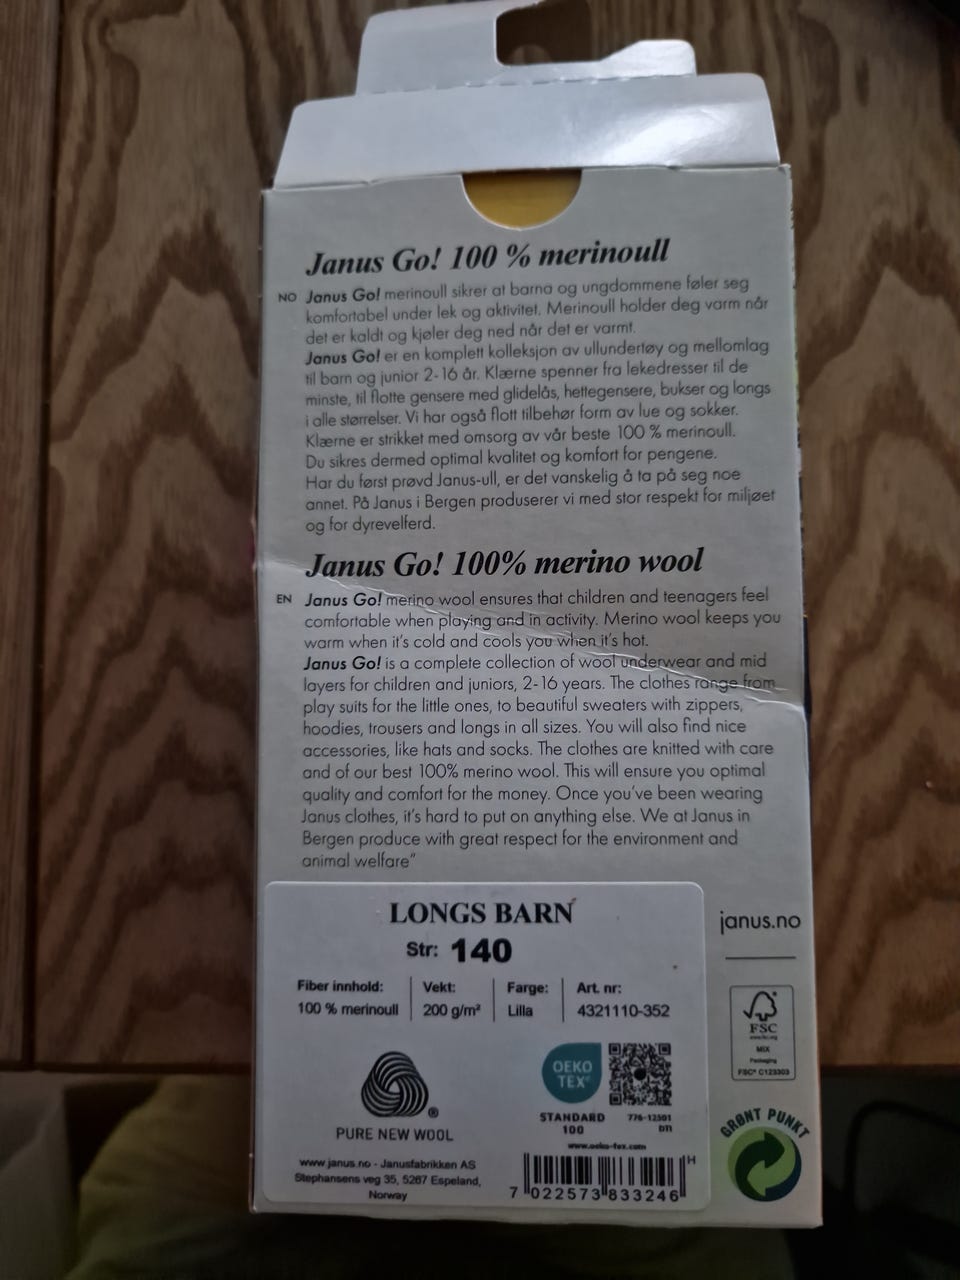 Janus Go! 100 % merinoull
NO Janus Go! merinoull sikrer at barna og ungdommene føler seg
komfortabel under lek og aktivitet. Merinoull holder deg varm når
det er kaldt og kjøler deg ned når det er varmt.
Janus Go! er en komplett kolleksjon av ullundertøy og mellomlag
til barn og junior 2-16 år. Klærne spenner fra lekedresser til de
minste, til flotte gensere med glidelås, hettegensere, bukser og longs
i alle størrelser. Vi har også flott tilbehør form av lue og sokker.
Klærne er strikket med omsorg av vår beste 100 % merinoull.
Du sikres dermed optimal kvalitet og komfort for pengene.
Har du først prøvd Janus-ull, er det vanskelig å ta på seg noe
annet. På Janus i Bergen produserer vi med stor respekt for miljøet
og for dyrevelferd.
Janus Go! 100% merino wool
EN Janus Go! merino wool ensures that children and teenagers feel
comfortable when playing and in activity. Merino wool keeps you
warm when it's cold and cools you when it's hot.
Janus Go! is a complete collection of wool underwear and mid
layers for children and juniors, 2-16 years. The clothes range from
play suits for the little ones, to beautiful sweaters with zippers,
hoodies, trousers and longs in all sizes. You will also find nice
accessories, like hats and socks. The clothes are knitted with care
and of our best 100% merino wool. This will ensure you optimal
quality and comfort for the money. Once you've been wearing
Janus clothes, it's hard to put on anything else. We at Janus in
Bergen produce with great respect for the environment and
animal welfare”
LONGS BARN
Str: 140
Fiber innhold: Vekt: Farge: Art. nr:
100 % merinoull 200 g/m² Lilla 4321110-352
PURE NEW WOOL
®
OEKO
TEX®
STANDARD
100
776-12501
DTI
www.oeko-tex.com
www.janus.no - Janusfabrikken AS
Stephansens veg 35, 5267 Espeland,
Norway
H
7 022573 833246
janus.no
FSC
www.fsc.org
MIX
Packaging
FSC® C123303
GRØNT PUNKT